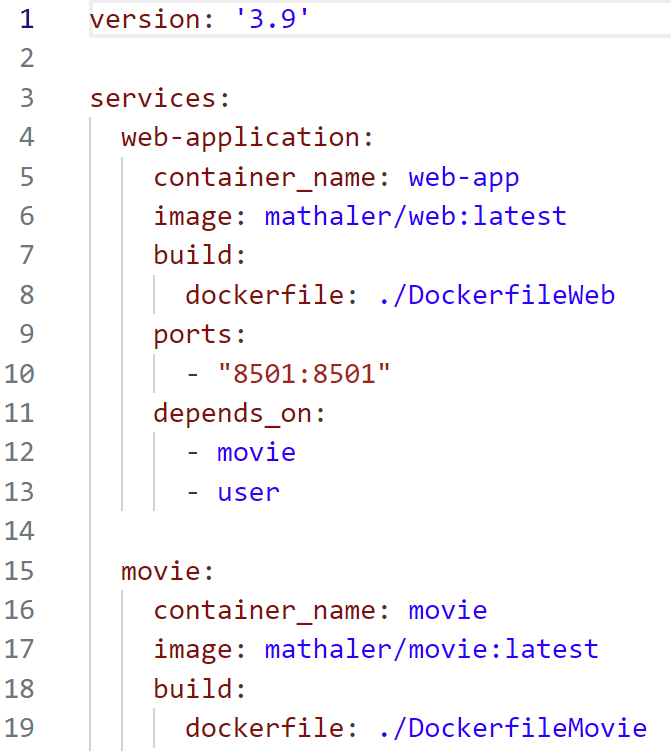 1 version: '3.9'
2
3 services:
4   web-application:
5     container_name: web-app
6     image: mathaler/web:latest
7     build:
8       dockerfile: ./DockerfileWeb
9     ports:
10       - "8501:8501"
11     depends_on:
12       - movie
13       - user
14
15   movie:
16     container_name: movie
17     image: mathaler/movie:latest
18     build:
19       dockerfile: ./DockerfileMovie